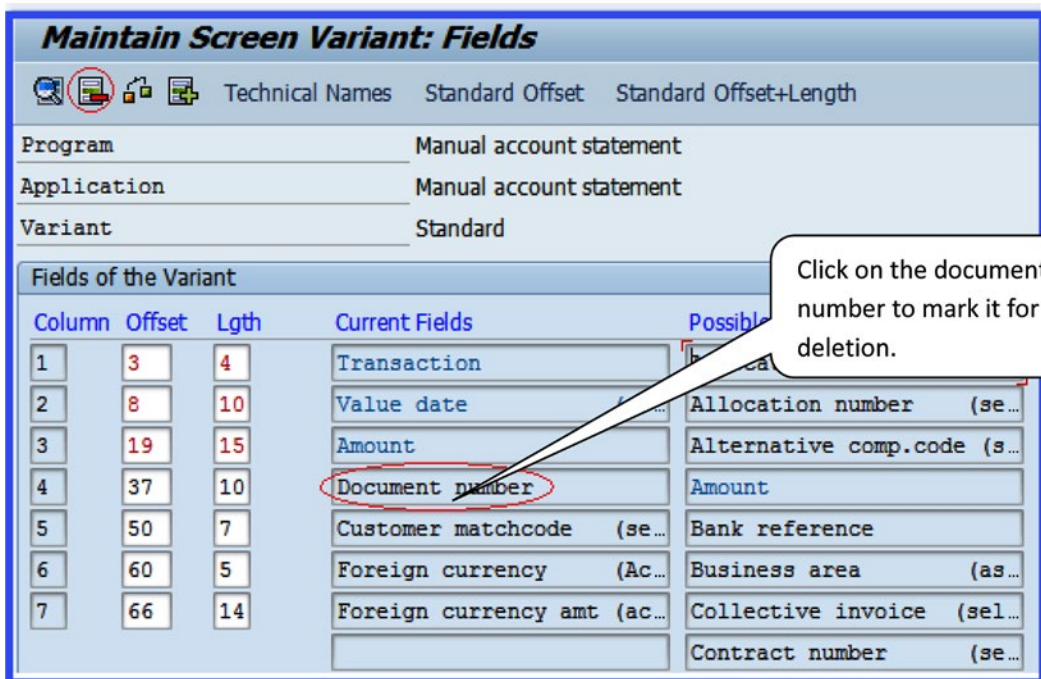 Maintain Screen Variant: Fields
Technical Names Standard Offset Standard Offset+Length
Program Manual account statement
Application Manual account statement
Variant Standard
Fields of the Variant
Click on the document
number to mark it for
deletion.
Column Offset Lgth Current Fields
1 3 4 Transaction
2 8 10 Value date Allocation number (se…
3 19 15 Amount Alternative comp.code (s…
4 37 10 Document number Amount
5 50 7 Customer matchcode (se… Bank reference
6 60 5 Foreign currency (Ac… Business area (as…
7 66 14 Foreign currency amt (ac… Collective invoice (sel…
Contract number (se…